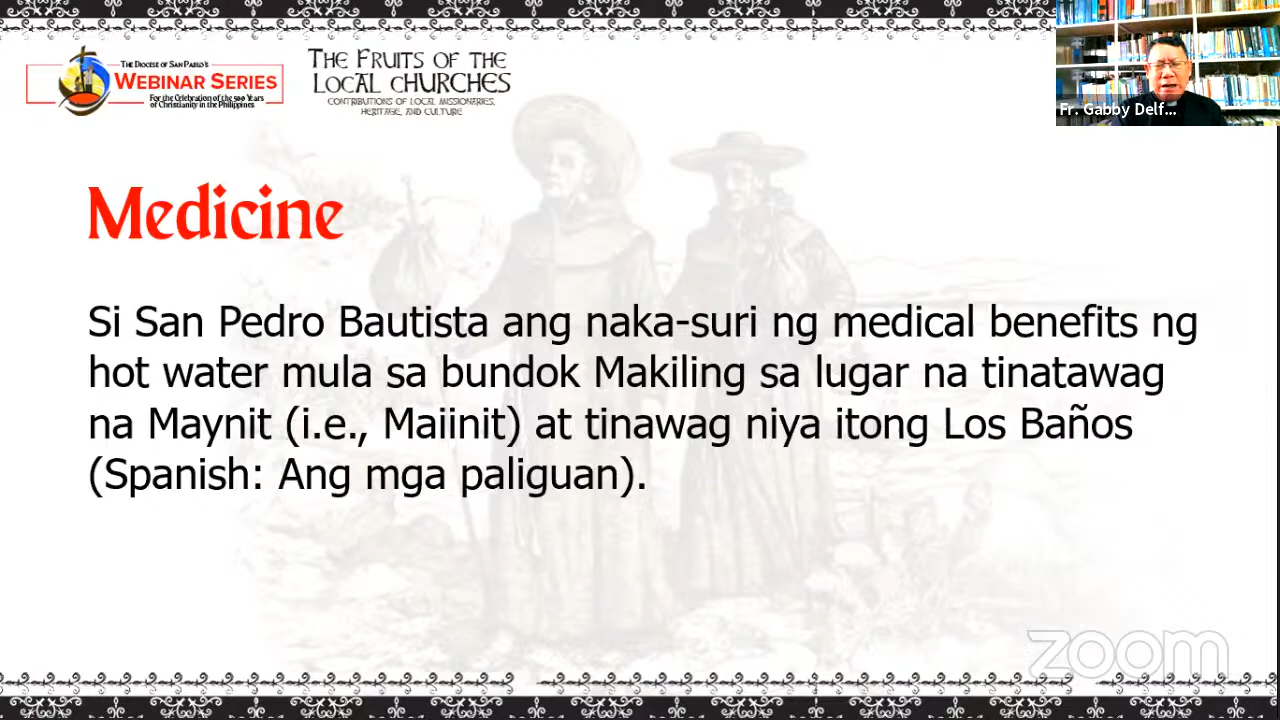 THE DIOCESE OF SAN PABLO'S
WEBINAR SERIES
For the Celebration of the 500 Years
of Christianity in the Philippines
THE FRUITS OF THE
LOCAL CHURCHES
CONTRIBUTIONS OF LOCAL MISSIONARIES,
HERITAGE, AND CULTURE
Fr. Gabby Delf...
Medicine
Si San Pedro Bautista ang naka-suri ng medical benefits ng
hot water mula sa bundok Makiling sa lugar na tinatawag
na Maynit (i.e., Maiinit) at tinawag niya itong Los Baños
(Spanish: Ang mga paliguan).
zoom